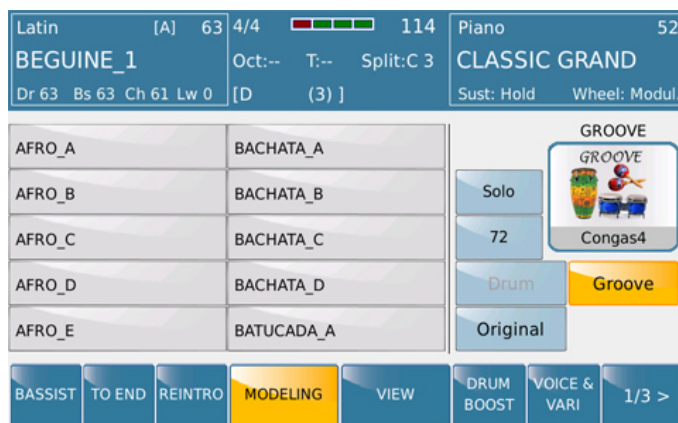 Latin [A] 63
BEGUINE_1
Dr 63 Bs 63 Ch 61 Lw 0
4/4 114
Oct:-- T:-- Split:C 3
[D (3) ]
Piano 52
CLASSIC GRAND
Sust: Hold Wheel: Modul.
AFRO_A
AFRO_B
AFRO_C
AFRO_D
AFRO_E
BACHATA_A
BACHATA_B
BACHATA_C
BACHATA_D
BATUCADA_A
GROOVE
GROOVE
Congas4
Solo
72
Drum
Groove
Original
BASSIST
TO END
REINTRO
MODELING
VIEW
DRUM
BOOST
VOICE &
VARI
1/3 >